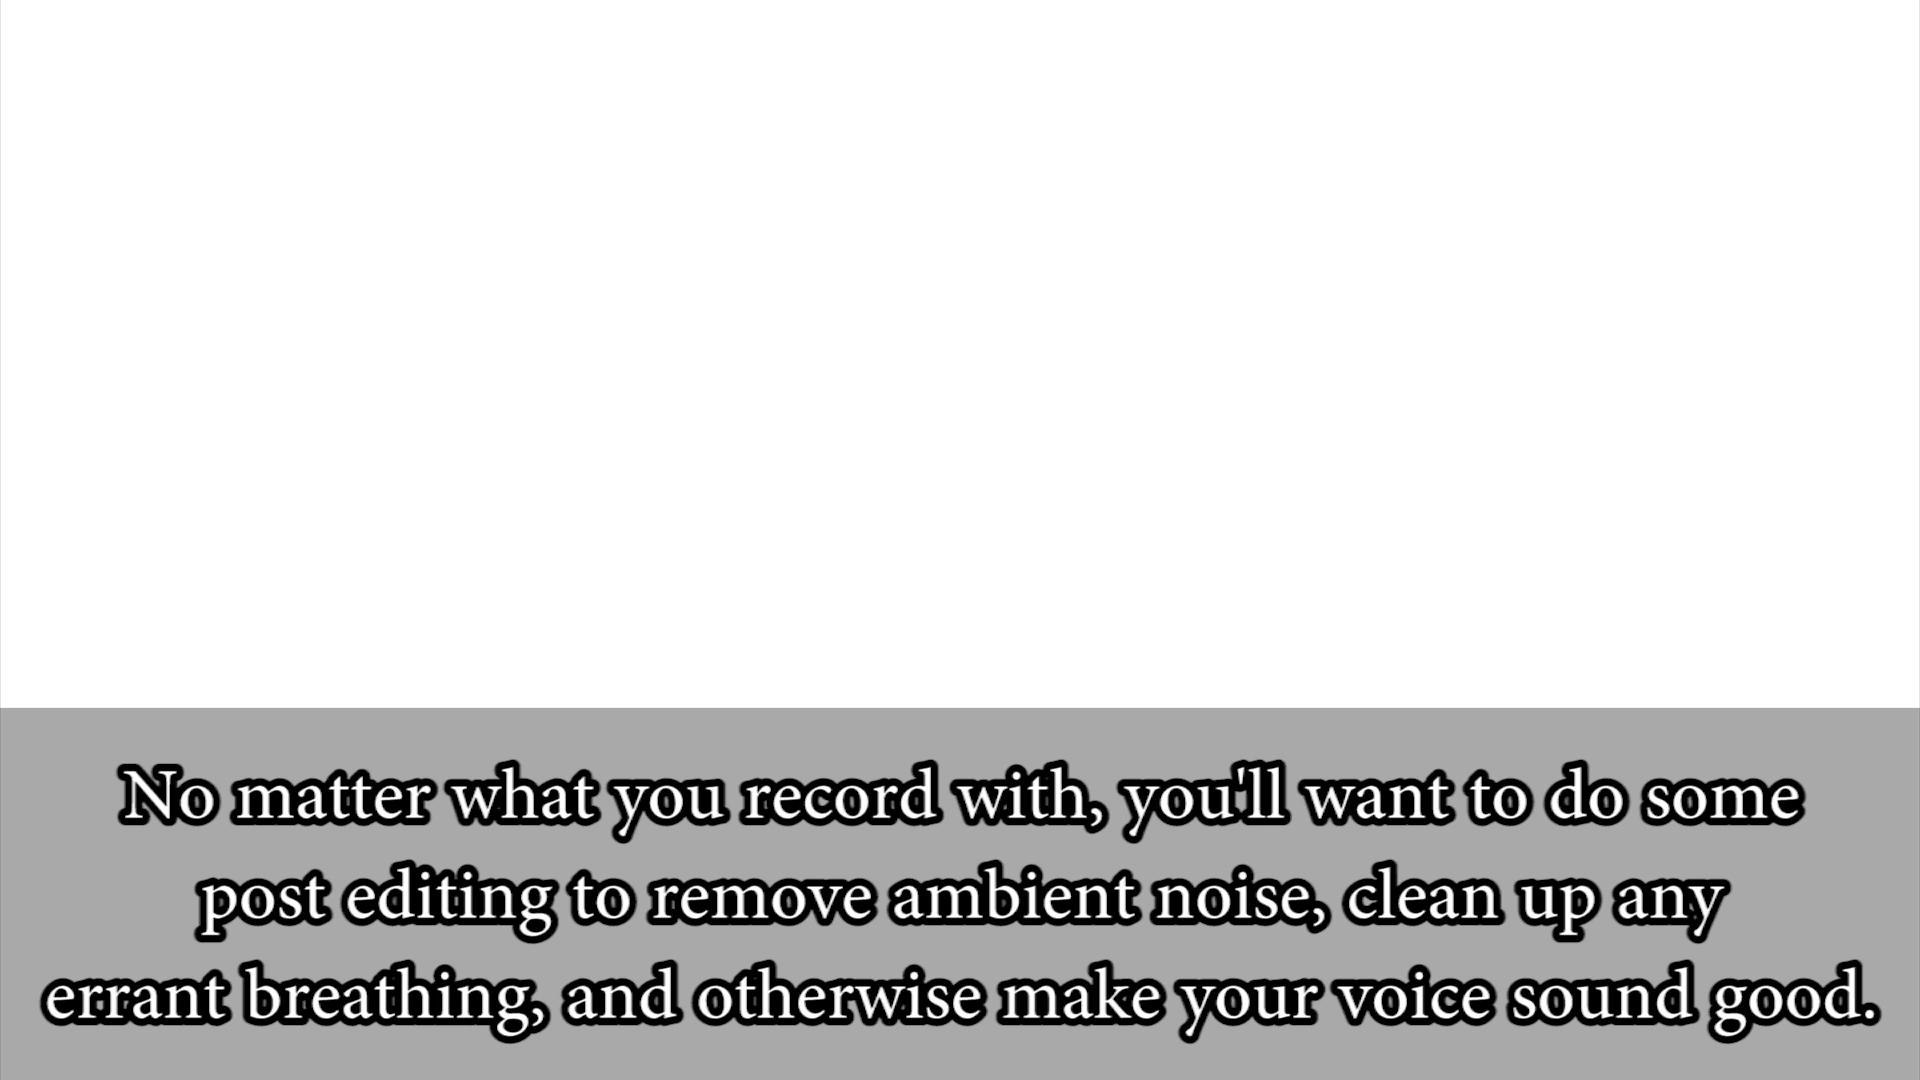 No matter what you record with, you'll want to do some
post editing to remove ambient noise, clean up any
errant breathing, and otherwise make your voice sound good.